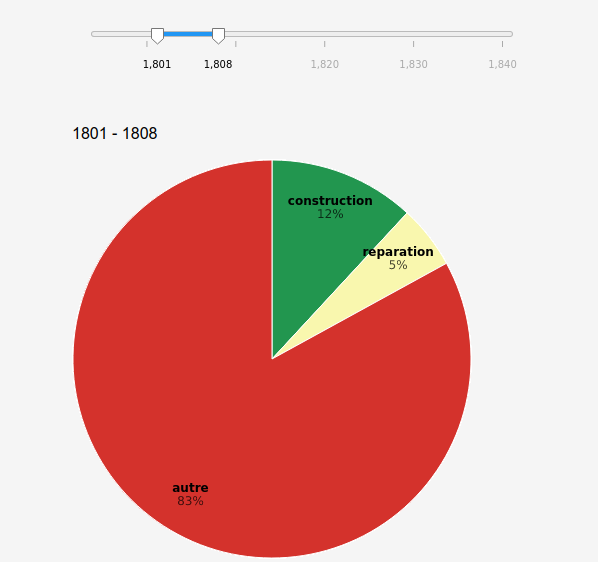 1,801 1,808 1,820 1,830 1,840
1801 - 1808
construction
12%
reparation
5%
autre
83%